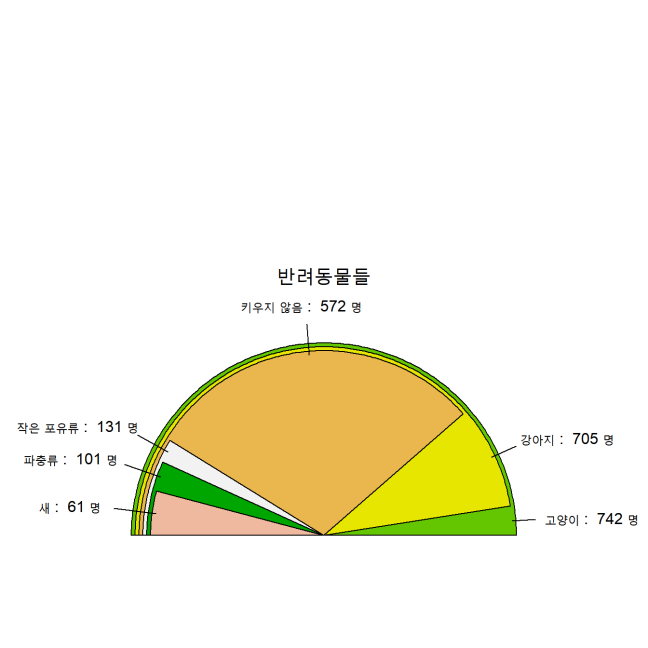 반려동물들
키우지 않음 : 572 명
작은 포유류 : 131 명
강아지 : 705 명
파충류 : 101 명
새 : 61 명
고양이 : 742 명